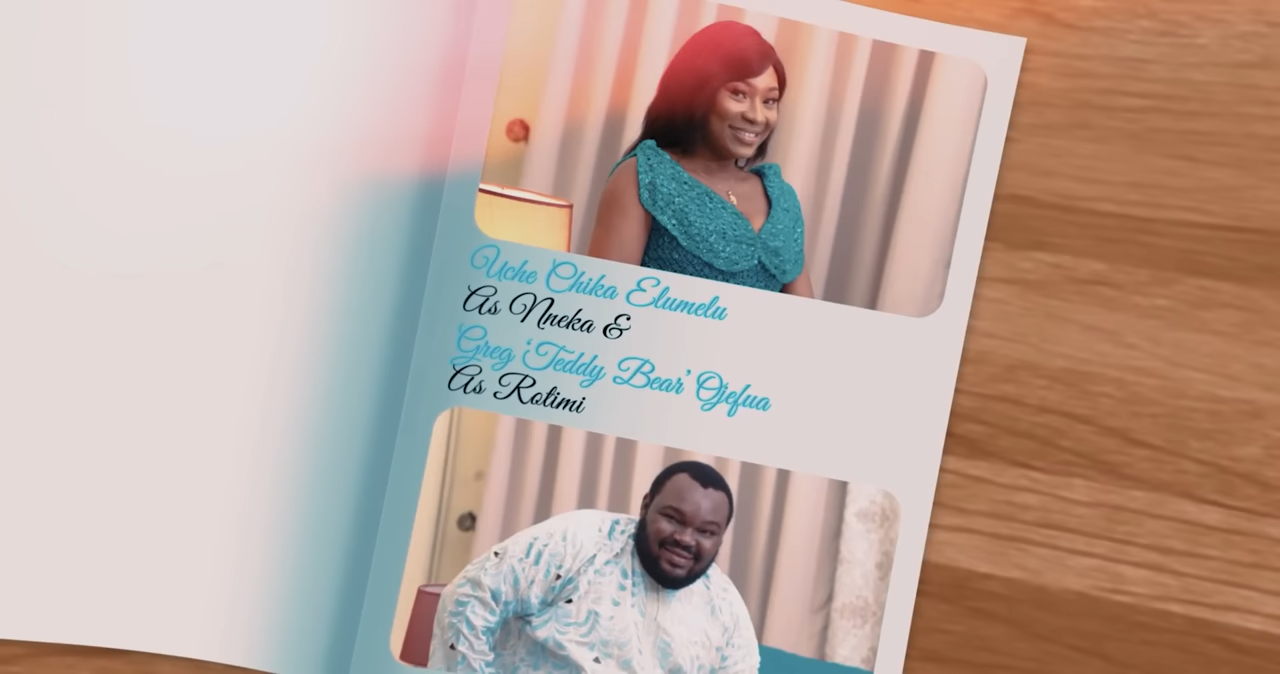 Uche Chika Elumelu
As Nneka &
Greg ‘Teddy Bear’ Ojefua
As Rotimi